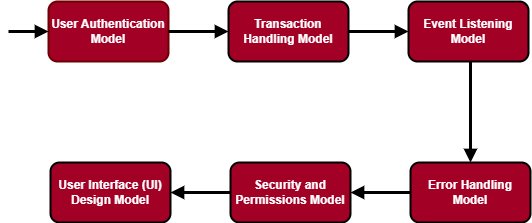 User Authentication
Model
Transaction
Handling Model
Event Listening
Model
Error Handling
Model
Security and
Permissions Model
User Interface (UI)
Design Model